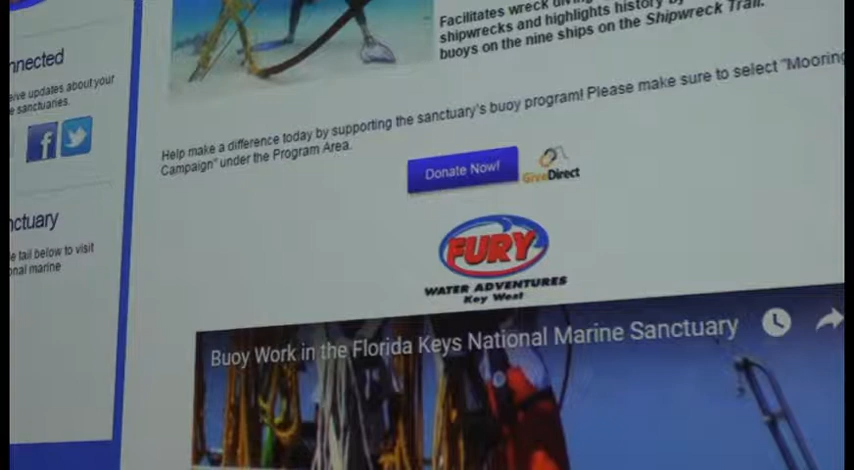 nnected
updates about your
sanctuaries.
f
nctuary
tail below to visit
onal marine
Facilitates wreck
shipwrecks and highlights history
buoys on the nine ships on the Shipwreck Trail.
Help make a difference today by supporting the sanctuary's buoy program! Please make sure to select "Mooring
Campaign" under the Program Area.
Donate Now!
GiveDirect
FURY
WATER ADVENTURES
Key West
Buoy Work in the Florida Keys National Marine Sanctuary